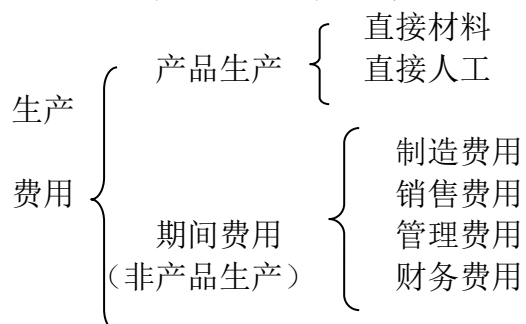 生产
费用
产品生产
直接材料
直接人工
期间费用
（非产品生产）
制造费用
销售费用
管理费用
财务费用